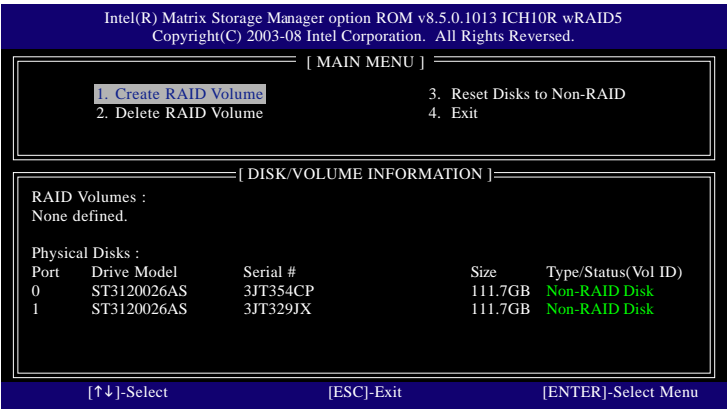 Intel(R) Matrix Storage Manager option ROM v8.5.0.1013 ICH10R wRAID5
Copyright(C) 2003-08 Intel Corporation. All Rights Reversed.
[ MAIN MENU ]
1. Create RAID Volume 3. Reset Disks to Non-RAID
2. Delete RAID Volume 4. Exit
[ DISK/VOLUME INFORMATION ]
RAID Volumes :
None defined.
Physical Disks :
Port Drive Model Serial # Size Type/Status(Vol ID)
0 ST3120026AS 3JT354CP 111.7GB Non-RAID Disk
1 ST3120026AS 3JT329JX 111.7GB Non-RAID Disk
[↑↓]-Select [ESC]-Exit [ENTER]-Select Menu